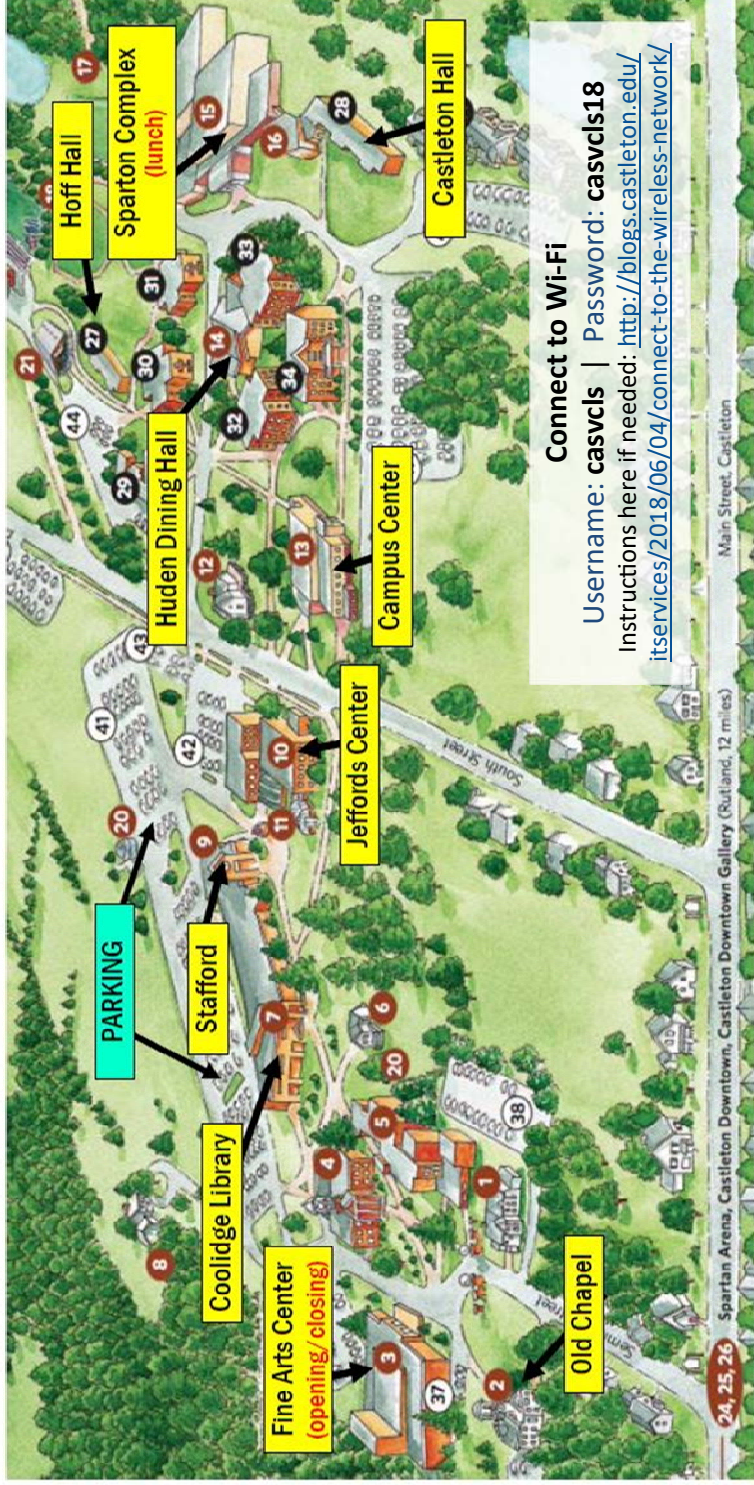 17
Hoff Hall
Sparton Complex
(lunch)
21
27
31
15
44
30
16
28
PARKING
41
43
29
Huden Dining Hall
14
33
Castleton Hall
20
42
12
32
34
8
Stafford
9
10
13
Coolidge Library
7
11
Jeffords Center
Campus Center
Fine Arts Center
(opening/closing)
4
6
3
5
20
37
1
38
South Street
2
Old Chapel
Connect to Wi-Fi
Username: casvcls | Password: casvcls18
Instructions here if needed: http://blogs.castleton.edu/
itservices/2018/06/04/connect-to-the-wireless-network/
24, 25, 26 Spartan Arena, Castleton Downtown, Castleton Downtown Gallery (Rutland, 12 miles) Main Street, Castleton